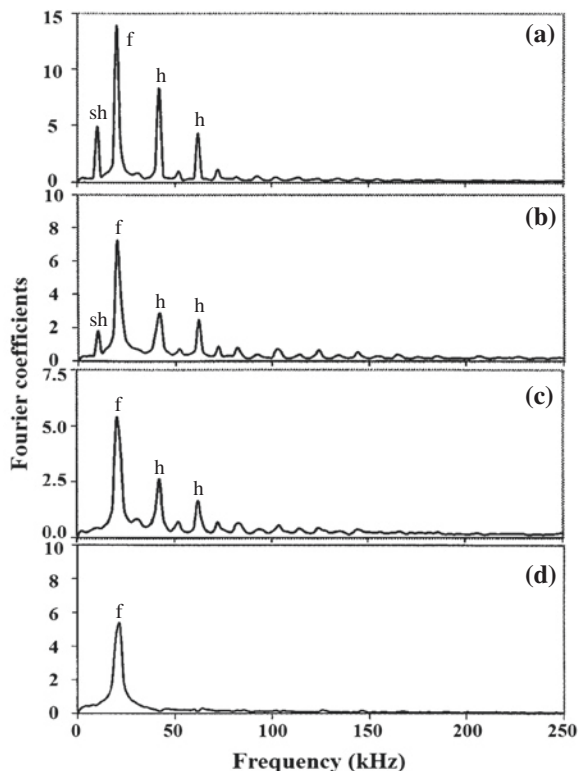 15
(a)
f
10
h
sh
5
h
0
10
(b)
8
f
6
4
h
h
sh
2
0
7.5
(c)
f
5.0
h
2.5
h
0.0
10
(d)
8
f
6
4
2
0
0 50 100 150 200 250
Frequency (kHz)
Fourier coefficients